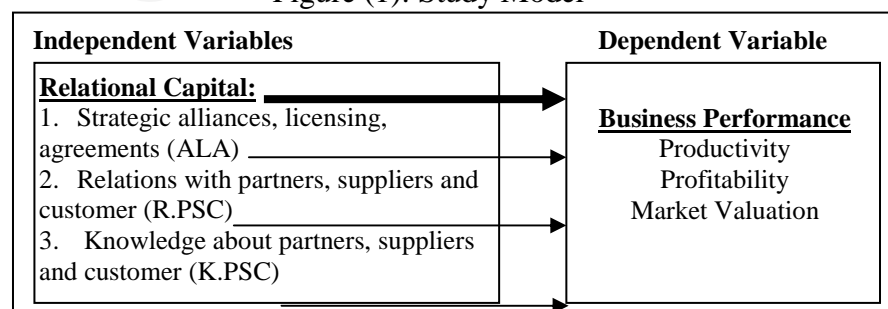 Figure (1): Study Model
Independent Variables
Relational Capital:
1. Strategic alliances, licensing,
agreements (ALA)
2. Relations with partners, suppliers and
customer (R.PSC)
3. Knowledge about partners, suppliers
and customer (K.PSC)
Dependent Variable
Business Performance
Productivity
Profitability
Market Valuation